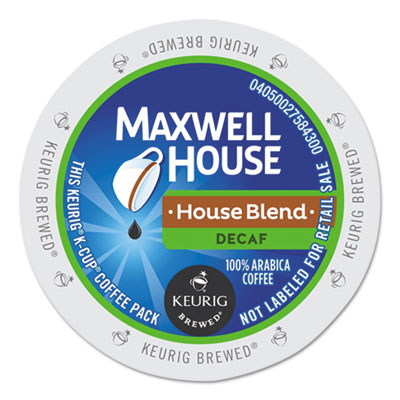 KEURIG BREWED®
KEURIG BREWED®
KEURIG BREWED®
KEURIG BREWED®
04050027584300
MAXWELL
HOUSE
· House Blend ·
DECAF
100% ARABICA
COFFEE
KEURIG
BREWED®
THIS KEURIG® K-CUP® COFFEE PACK
NOT LABELED FOR RETAIL SALE